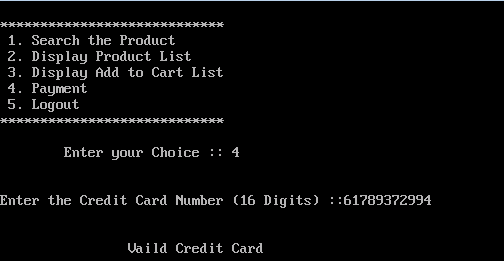 ****************************
1. Search the Product
2. Display Product List
3. Display Add to Cart List
4. Payment
5. Logout
****************************
Enter your Choice :: 4
Enter the Credit Card Number (16 Digits) ::61789372994
Vaild Credit Card